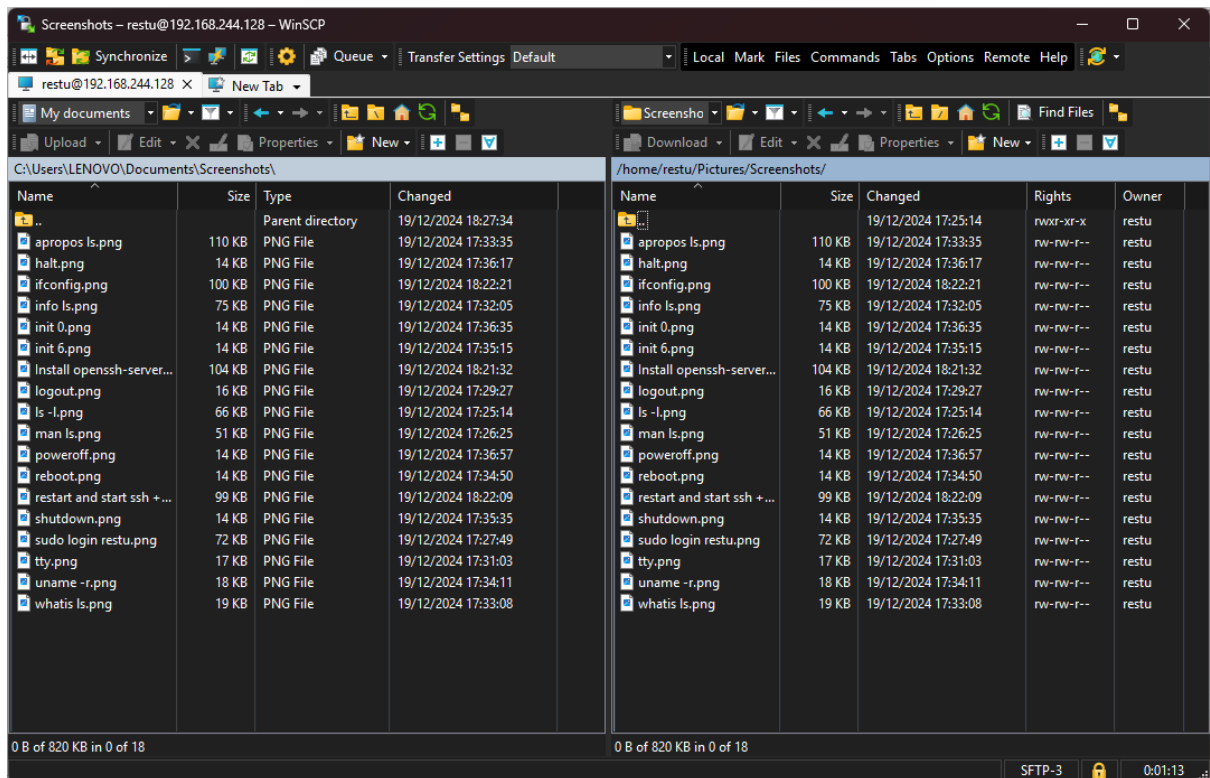 Screenshots – restu@192.168.244.128 – WinSCP
Synchronize Queue Transfer Settings Default Local Mark Files Commands Tabs Options Remote Help
restu@192.168.244.128 New Tab
My documents
Upload Edit Properties New
C:\Users\LENOVO\Documents\Screenshots\
Name Size Type Changed
.. Parent directory 19/12/2024 18:27:34
apropos ls.png 110 KB PNG File 19/12/2024 17:33:35
halt.png 14 KB PNG File 19/12/2024 17:36:17
ifconfig.png 100 KB PNG File 19/12/2024 18:22:21
info ls.png 75 KB PNG File 19/12/2024 17:32:05
init 0.png 14 KB PNG File 19/12/2024 17:36:35
init 6.png 14 KB PNG File 19/12/2024 17:35:15
Install openssh-server... 104 KB PNG File 19/12/2024 18:21:32
logout.png 16 KB PNG File 19/12/2024 17:29:27
ls -l.png 66 KB PNG File 19/12/2024 17:25:14
man ls.png 51 KB PNG File 19/12/2024 17:26:25
poweroff.png 14 KB PNG File 19/12/2024 17:36:57
reboot.png 14 KB PNG File 19/12/2024 17:34:50
restart and start ssh +... 99 KB PNG File 19/12/2024 18:22:09
shutdown.png 14 KB PNG File 19/12/2024 17:35:35
sudo login restu.png 72 KB PNG File 19/12/2024 17:27:49
tty.png 17 KB PNG File 19/12/2024 17:31:03
uname -r.png 18 KB PNG File 19/12/2024 17:34:11
whatis ls.png 19 KB PNG File 19/12/2024 17:33:08
0 B of 820 KB in 0 of 18
Screensho Find Files
Download Edit Properties New
/home/restu/Pictures/Screenshots/
Name Size Changed Rights Owner
.. 19/12/2024 17:25:14 rwxr-xr-x restu
apropos ls.png 110 KB 19/12/2024 17:33:35 rw-rw-r-- restu
halt.png 14 KB 19/12/2024 17:36:17 rw-rw-r-- restu
ifconfig.png 100 KB 19/12/2024 18:22:21 rw-rw-r-- restu
info ls.png 75 KB 19/12/2024 17:32:05 rw-rw-r-- restu
init 0.png 14 KB 19/12/2024 17:36:35 rw-rw-r-- restu
init 6.png 14 KB 19/12/2024 17:35:15 rw-rw-r-- restu
Install openssh-server... 104 KB 19/12/2024 18:21:32 rw-rw-r-- restu
logout.png 16 KB 19/12/2024 17:29:27 rw-rw-r-- restu
ls -l.png 66 KB 19/12/2024 17:25:14 rw-rw-r-- restu
man ls.png 51 KB 19/12/2024 17:26:25 rw-rw-r-- restu
poweroff.png 14 KB 19/12/2024 17:36:57 rw-rw-r-- restu
reboot.png 14 KB 19/12/2024 17:34:50 rw-rw-r-- restu
restart and start ssh +... 99 KB 19/12/2024 18:22:09 rw-rw-r-- restu
shutdown.png 14 KB 19/12/2024 17:35:35 rw-rw-r-- restu
sudo login restu.png 72 KB 19/12/2024 17:27:49 rw-rw-r-- restu
tty.png 17 KB 19/12/2024 17:31:03 rw-rw-r-- restu
uname -r.png 18 KB 19/12/2024 17:34:11 rw-rw-r-- restu
whatis ls.png 19 KB 19/12/2024 17:33:08 rw-rw-r-- restu
0 B of 820 KB in 0 of 18
SFTP-3 0:01:13